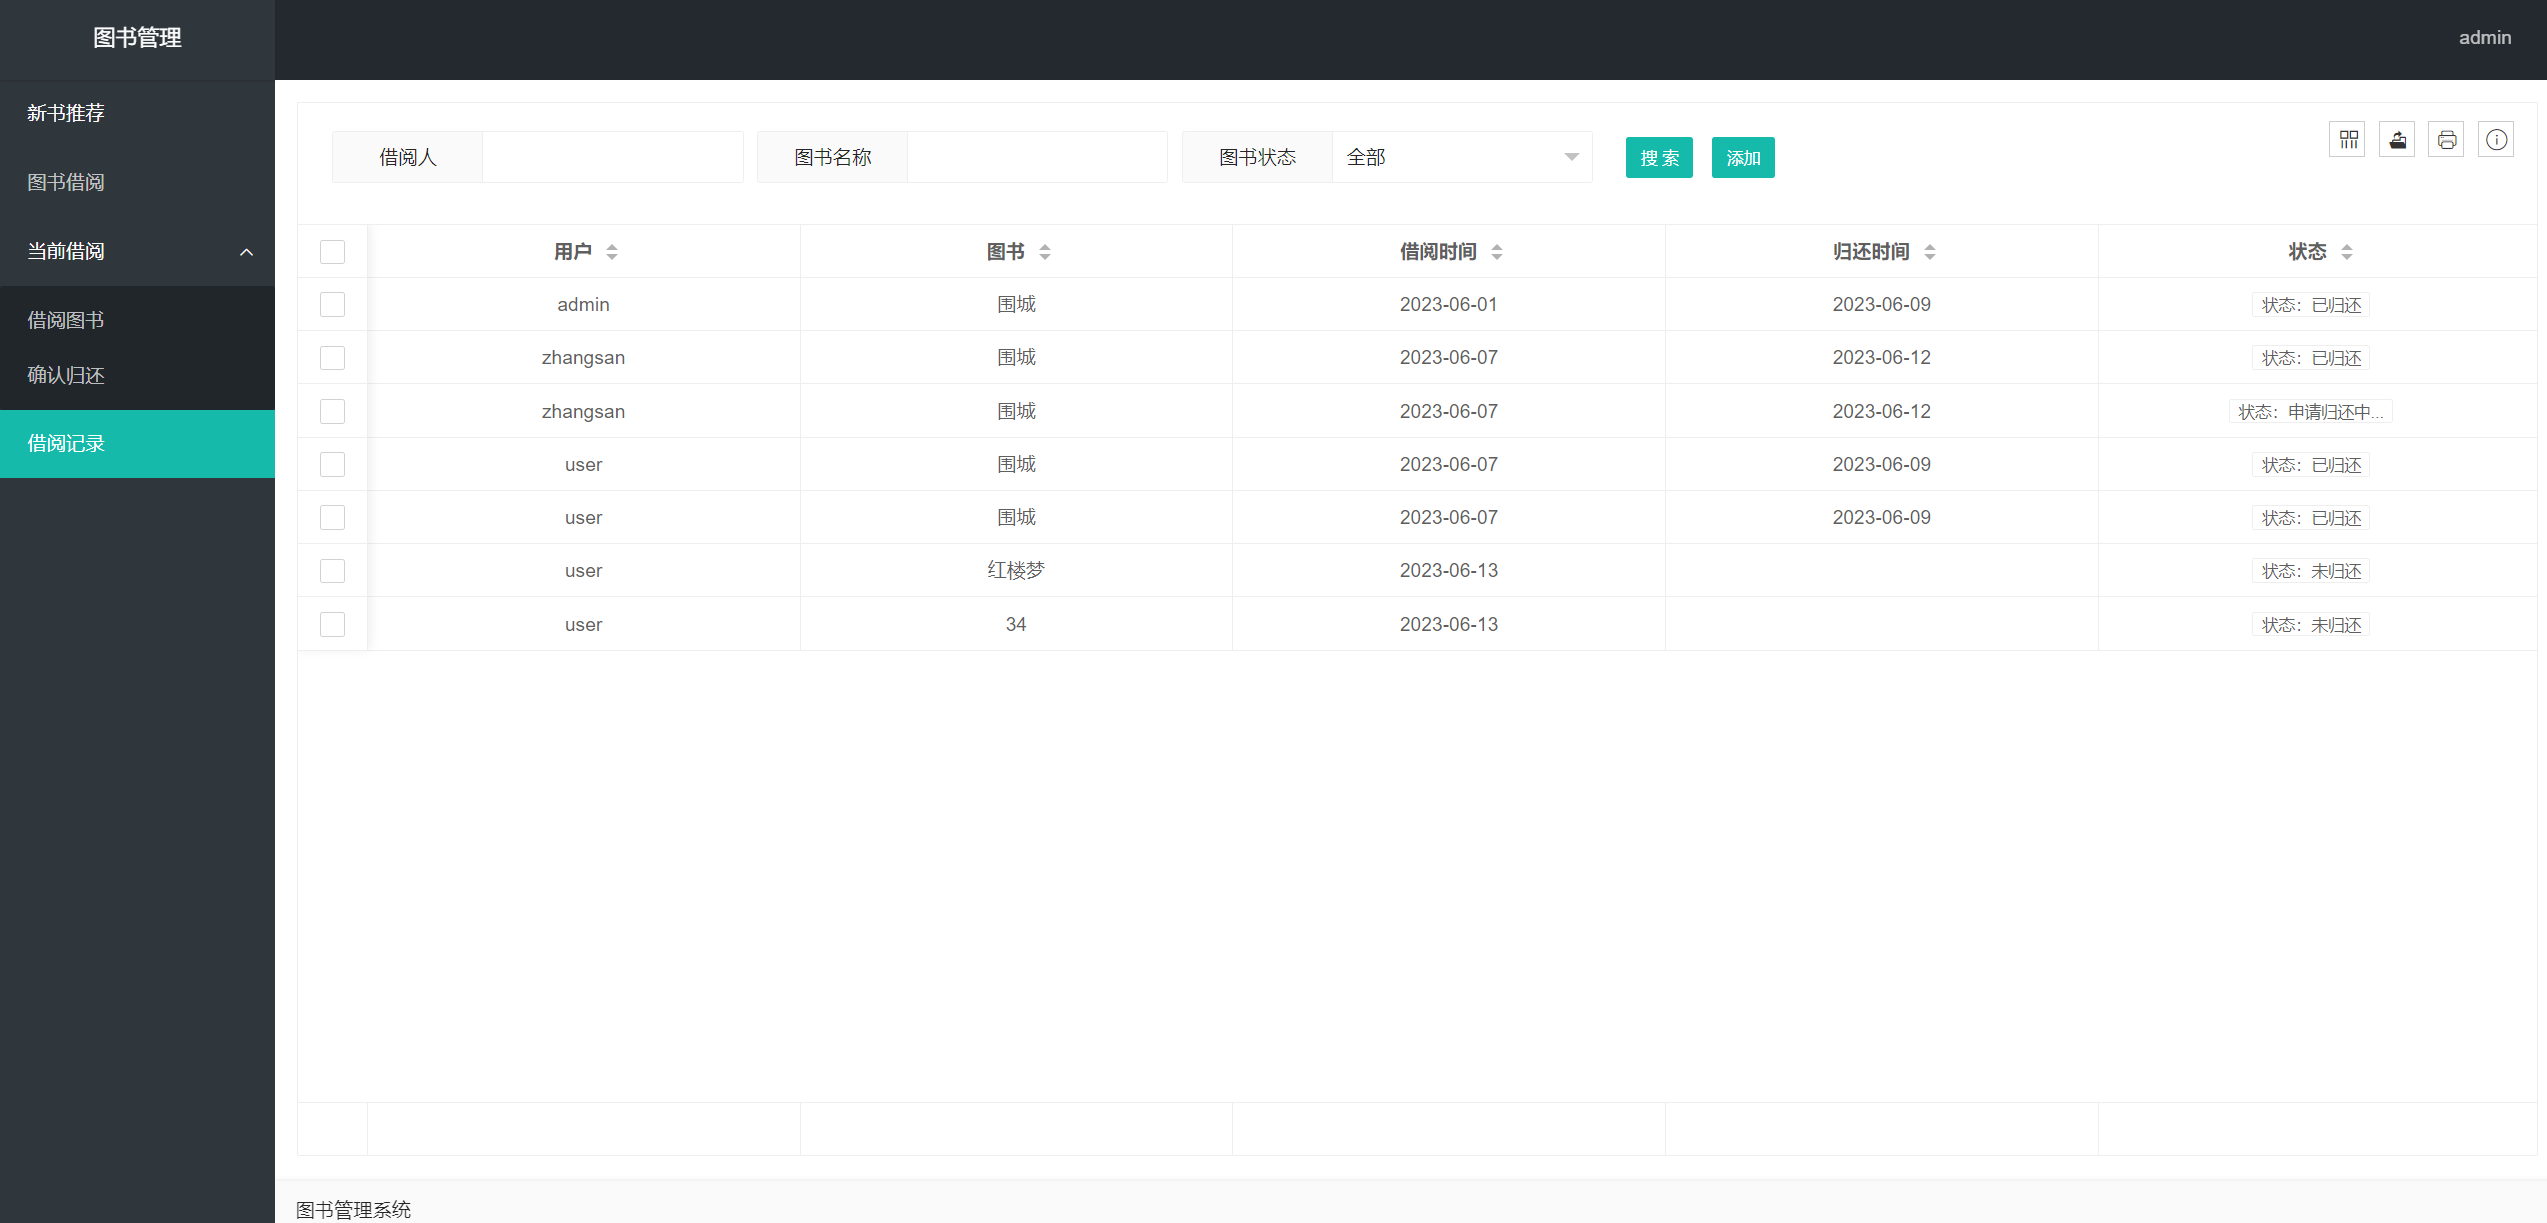 图书管理
admin
新书推荐
图书借阅
当前借阅
借阅图书
确认归还
借阅记录
借阅人 图书名称 图书状态 全部 搜 索 添加
用户 图书 借阅时间 归还时间 状态
admin 围城 2023-06-01 2023-06-09 状态：已归还
zhangsan 围城 2023-06-07 2023-06-12 状态：已归还
zhangsan 围城 2023-06-07 2023-06-12 状态：申请归还中...
user 围城 2023-06-07 2023-06-09 状态：已归还
user 围城 2023-06-07 2023-06-09 状态：已归还
user 红楼梦 2023-06-13 状态：未归还
user 34 2023-06-13 状态：未归还
图书管理系统